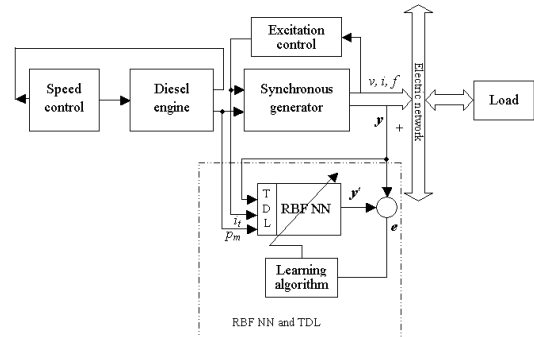 Excitation
control
Speed
control
Diesel
engine
Synchronous
generator
v, i, f
Electric network
Load
y
+
T
D
L
RBF NN
y'
i_t
p_m
e
Learning
algorithm
RBF NN and TDL